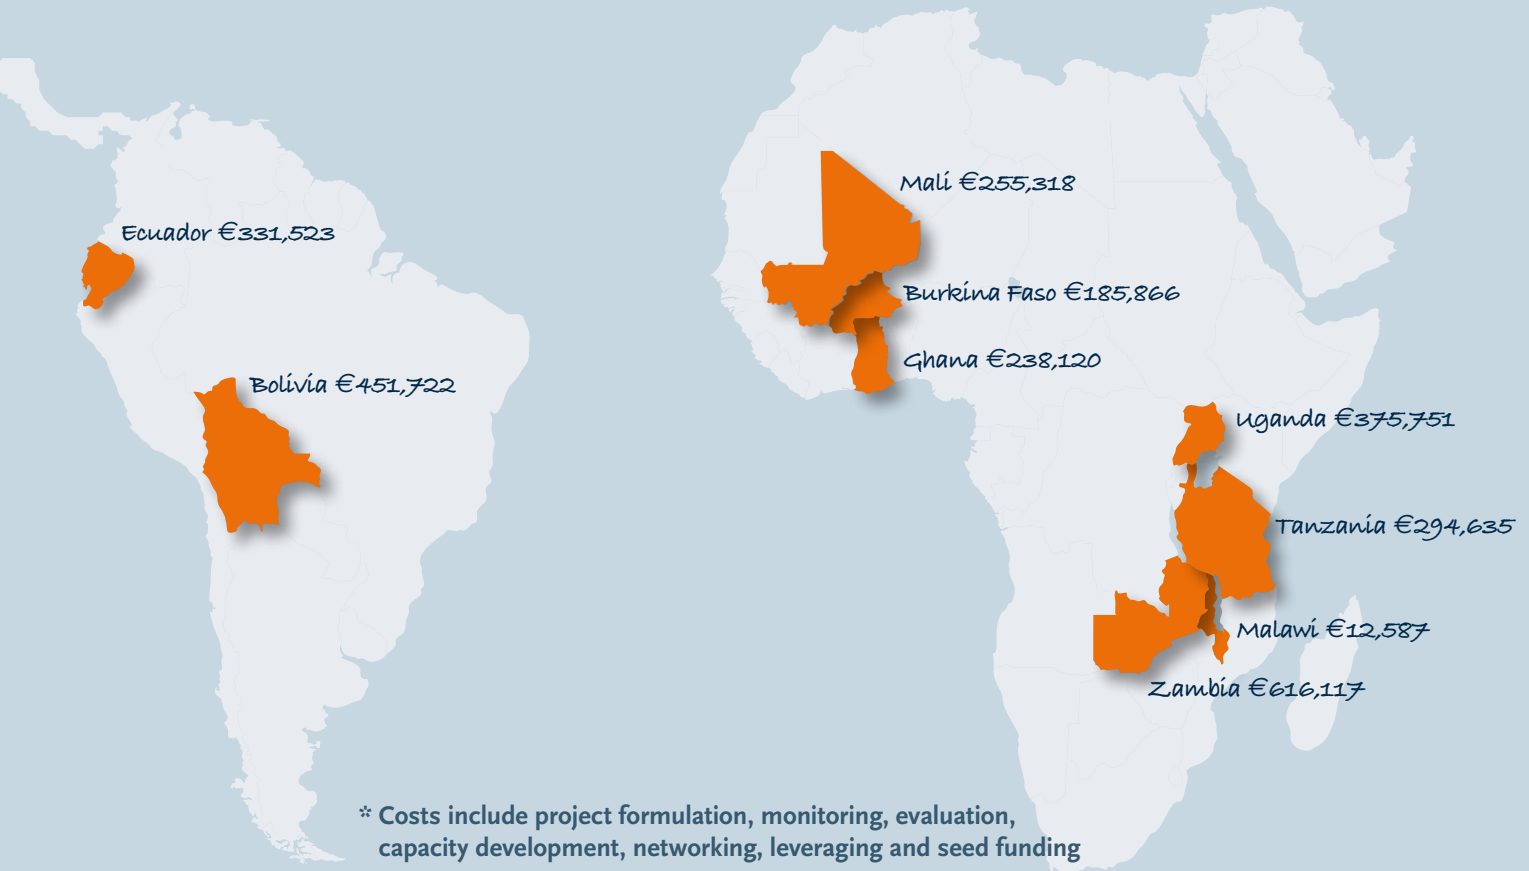 Mali €255,318
Ecuador €331,523
Burkina Faso €185,866
Ghana €238,120
Bolivia €451,722
Uganda €375,751
Tanzania €294,635
Malawi €12,587
Zambia €616,117
* Costs include project formulation, monitoring, evaluation,
capacity development, networking, leveraging and seed funding